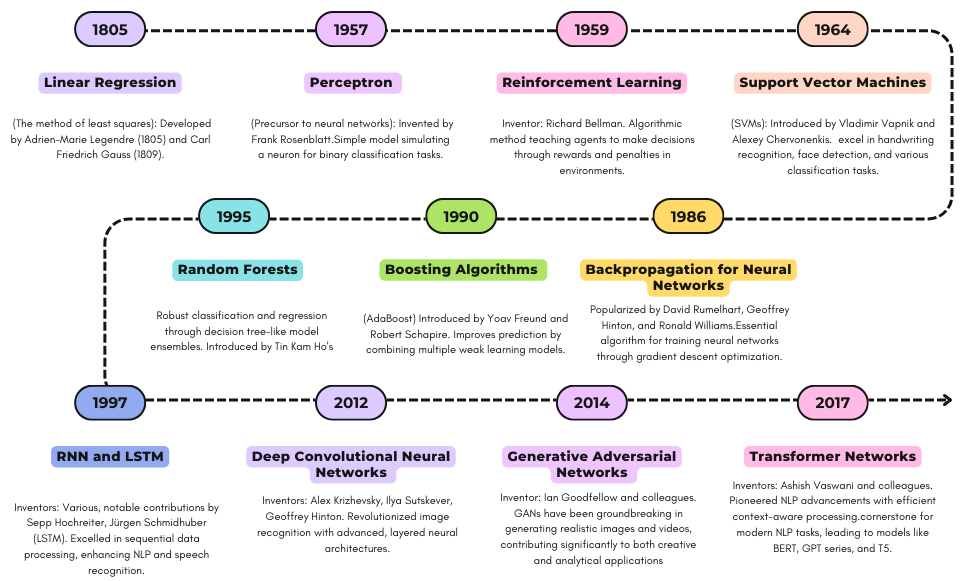 1805
1957
1959
1964
Linear Regression
(The method of least squares): Developed
by Adrien-Marie Legendre (1805) and Carl
Friedrich Gauss (1809).
Perceptron
(Precursor to neural networks): Invented by
Frank Rosenblatt.Simple model simulating
a neuron for binary classification tasks.
Reinforcement Learning
Inventor: Richard Bellman. Algorithmic
method teaching agents to make decisions
through rewards and penalties in
environments.
Support Vector Machines
(SVMs): Introduced by Vladimir Vapnik and
Alexey Chervonenkis. excel in handwriting
recognition, face detection, and various
classification tasks.
1995
1990
1986
Random Forests
Robust classification and regression
through decision tree-like model
ensembles. Introduced by Tin Kam Ho's
Boosting Algorithms
(AdaBoost) Introduced by Yoav Freund and
Robert Schapire. Improves prediction by
combining multiple weak learning models.
Backpropagation for Neural
Networks
Popularized by David Rumelhart, Geoffrey
Hinton, and Ronald Williams.Essential
algorithm for training neural networks
through gradient descent optimization.
1997
2012
2014
2017
RNN and LSTM
Inventors: Various, notable contributions by
Sepp Hochreiter, Jürgen Schmidhuber
(LSTM). Excelled in sequential data
processing, enhancing NLP and speech
recognition.
Deep Convolutional Neural
Networks
Inventors: Alex Krizhevsky, Ilya Sutskever,
Geoffrey Hinton. Revolutionized image
recognition with advanced, layered neural
architectures.
Generative Adversarial
Networks
Inventor: Ian Goodfellow and colleagues.
GANs have been groundbreaking in
generating realistic images and videos,
contributing significantly to both creative
and analytical applications
Transformer Networks
Inventors: Ashish Vaswani and colleagues.
Pioneered NLP advancements with efficient
context-aware processing.cornerstone for
modern NLP tasks, leading to models like
BERT, GPT series, and T5.